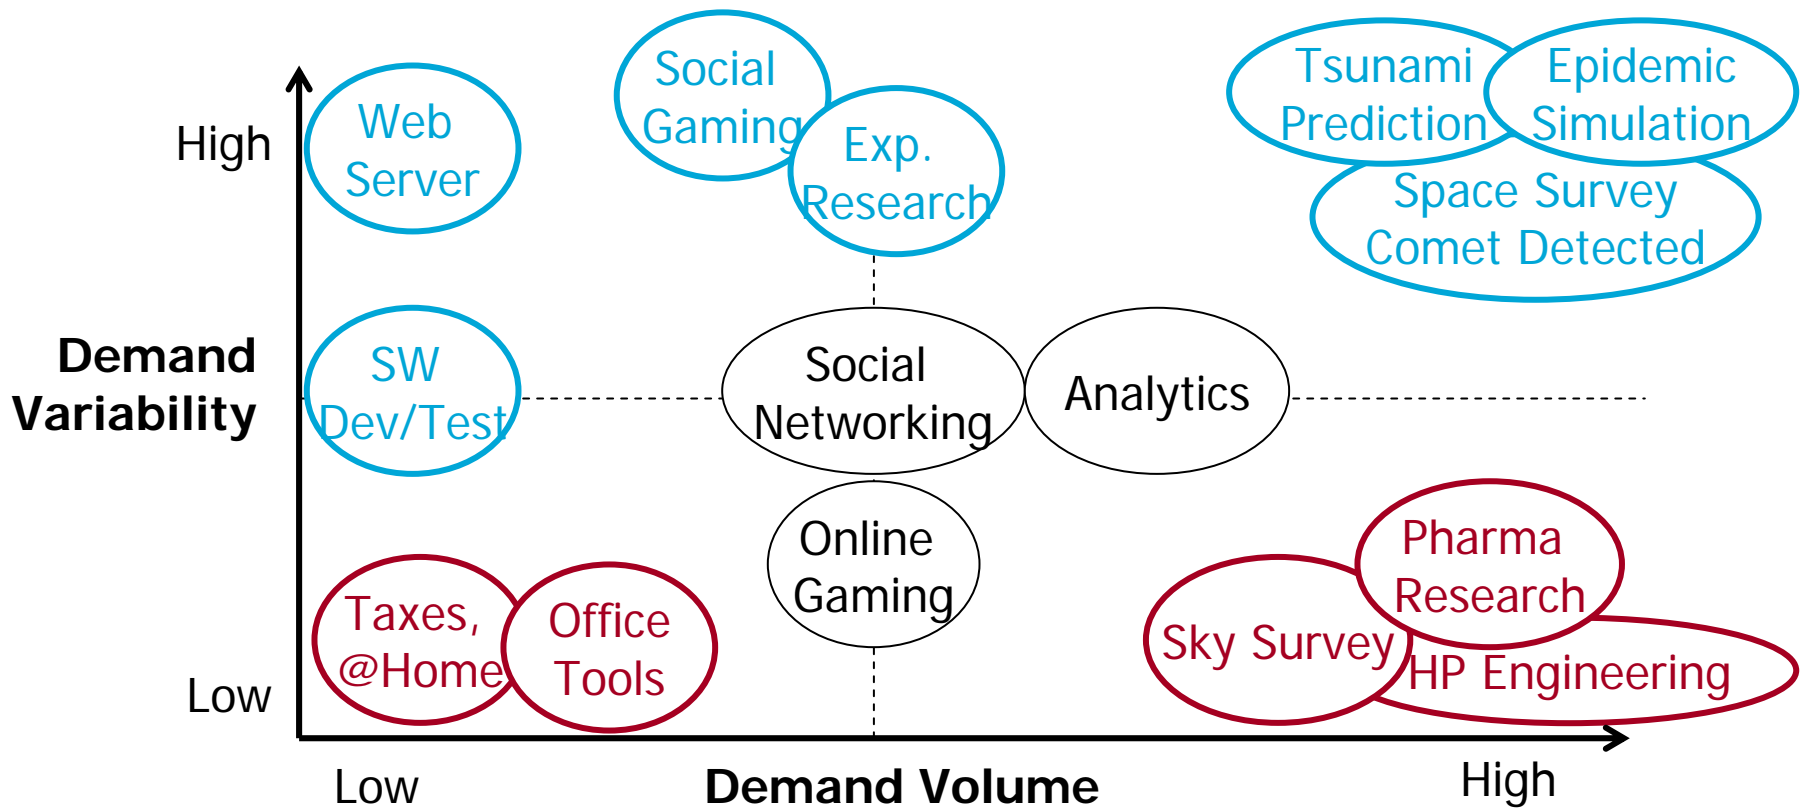 Social
Gaming
Tsunami
Prediction
Epidemic
Simulation
Web
Server
High
Exp.
Research
Space Survey
Comet Detected
Demand
Variability
SW
Dev/Test
Social
Networking
Analytics
Online
Gaming
Pharma
Research
Taxes,
@Home
Office
Tools
Sky Survey
HP Engineering
Low
Low
Demand Volume
High